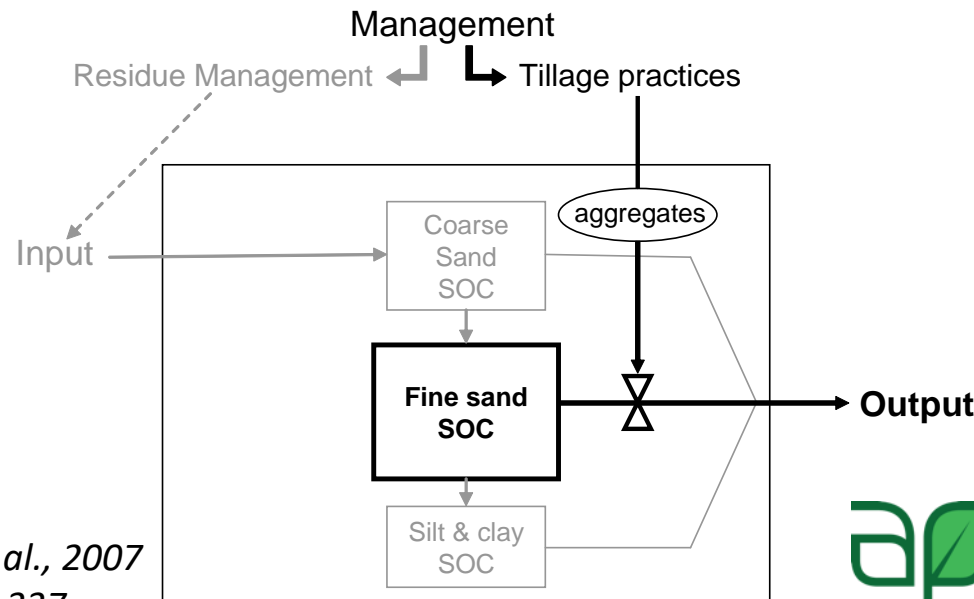 Management
Residue Management
Tillage practices
aggregates
Coarse
Sand
SOC
Input
Fine sand
SOC
Output
Silt & clay
SOC
al., 2007